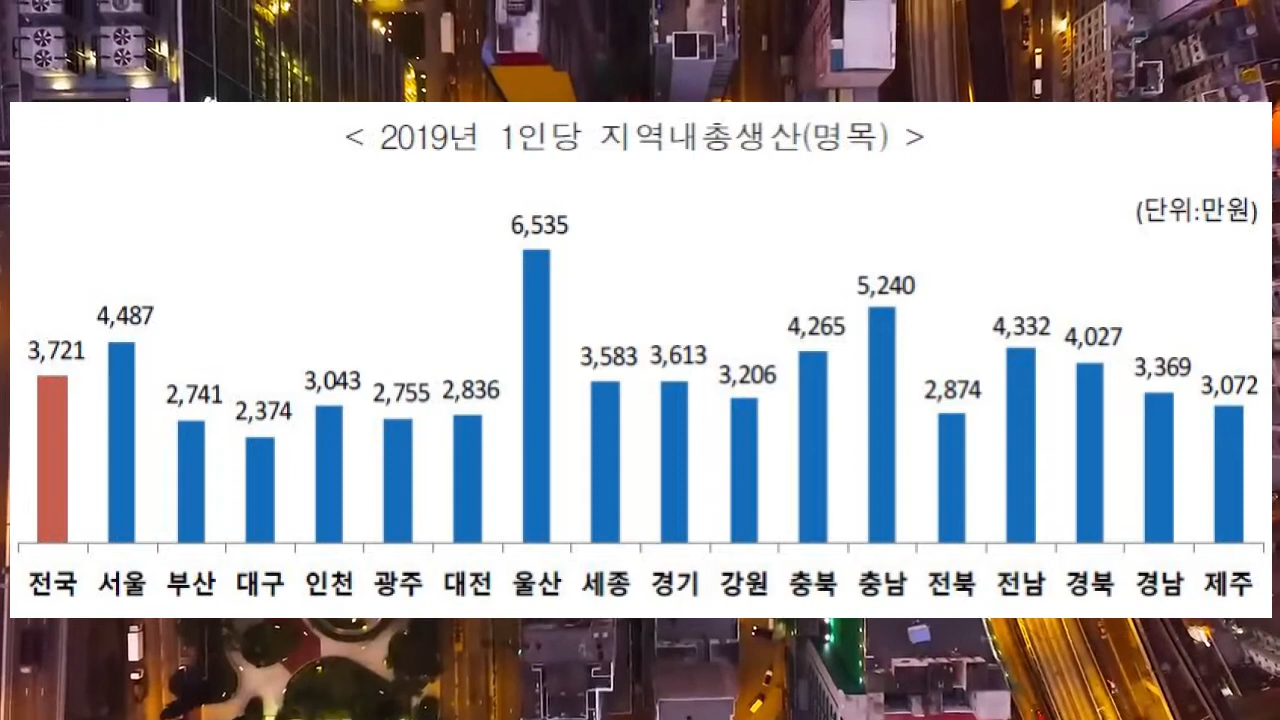 < 2019년 1인당 지역내총생산(명목) >
(단위:만원)
3,721 4,487 2,741 2,374 3,043 2,755 2,836 6,535 3,583 3,613 3,206 4,265 5,240 2,874 4,332 4,027 3,369 3,072
전국 서울 부산 대구 인천 광주 대전 울산 세종 경기 강원 충북 충남 전북 전남 경북 경남 제주